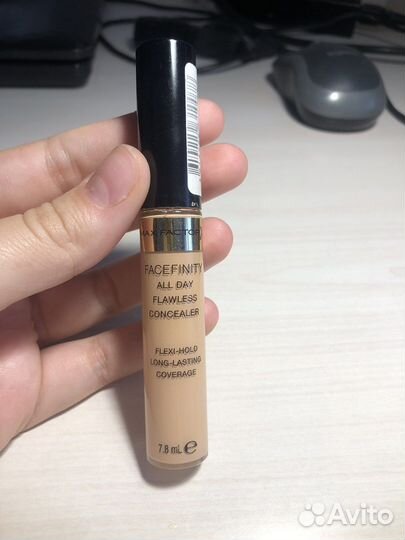 MAX FACTOR
FACEFINITY
ALL DAY
FLAWLESS
CONCEALER
FLEXI-HOLD
LONG-LASTING
COVERAGE
7.8 mL ℮
Avito